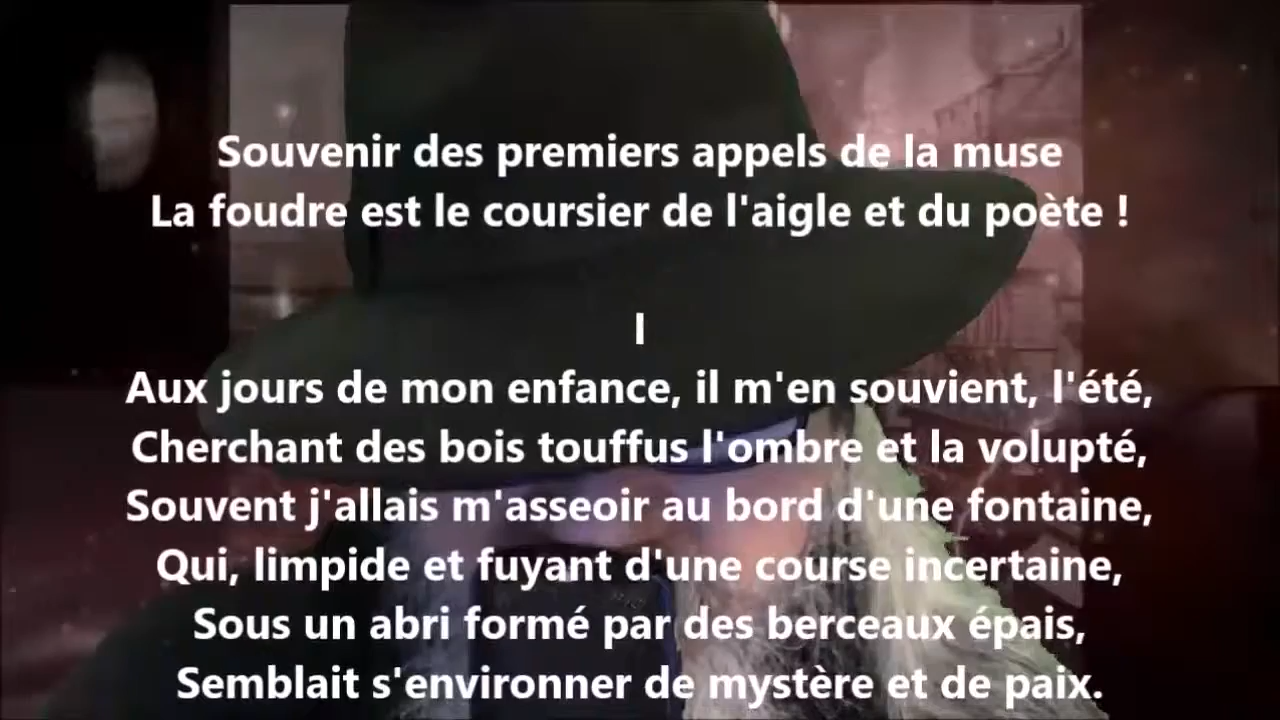 Souvenir des premiers appels de la muse
La foudre est le coursier de l'aigle et du poète !
I
Aux jours de mon enfance, il m'en souvient, l'été,
Cherchant des bois touffus l'ombre et la volupté,
Souvent j'allais m'asseoir au bord d'une fontaine,
Qui, limpide et fuyant d'une course incertaine,
Sous un abri formé par des berceaux épais,
Semblait s'environner de mystère et de paix.